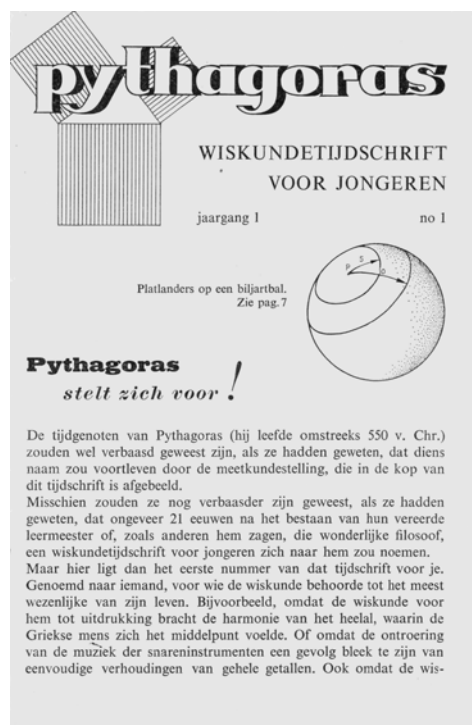 pythagoras
WISKUNDETIJDSCHRIFT
VOOR JONGEREN
jaargang 1 no 1
Platlanders op een biljartbal.
Zie pag. 7
P S
Pythagoras
stelt zich voor !
De tijdgenoten van Pythagoras (hij leefde omstreeks 550 v. Chr.)
zouden wel verbaasd geweest zijn, als ze hadden geweten, dat diens
naam zou voortleven door de meetkundestelling, die in de kop van
dit tijdschrift is afgebeeld.
Misschien zouden ze nog verbaasder zijn geweest, als ze hadden
geweten, dat ongeveer 21 eeuwen na het bestaan van hun vereerde
leermeester of, zoals anderen hem zagen, die wonderlijke filosoof,
een wiskundetijdschrift voor jongeren zich naar hem zou noemen.
Maar hier ligt dan het eerste nummer van dat tijdschrift voor je.
Genoemd naar iemand, voor wie de wiskunde behoorde tot het meest
wezenlijke van zijn leven. Bijvoorbeeld, omdat de wiskunde voor
hem tot uitdrukking bracht de harmonie van het heelal, waarin de
Griekse mens zich het middelpunt voelde. Of omdat de ontroering
van de muziek der snareninstrumenten een gevolg bleek te zijn van
eenvoudige verhoudingen van gehele getallen. Ook omdat de wis-